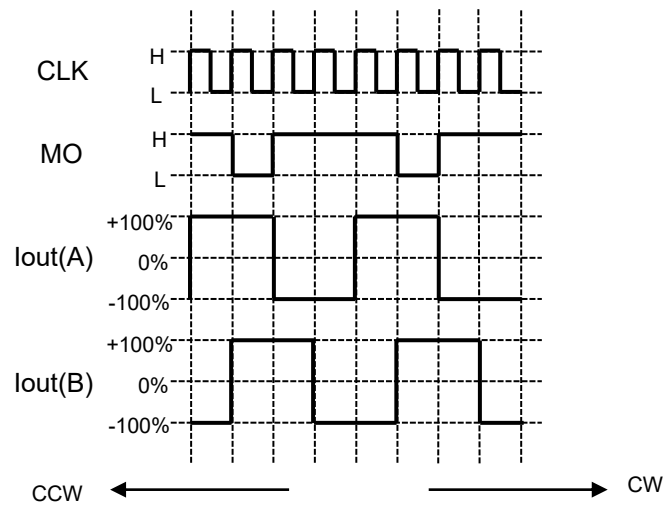 CLK
H
L
MO
H
L
Iout(A)
+100%
0%
-100%
Iout(B)
+100%
0%
-100%
CCW
CW